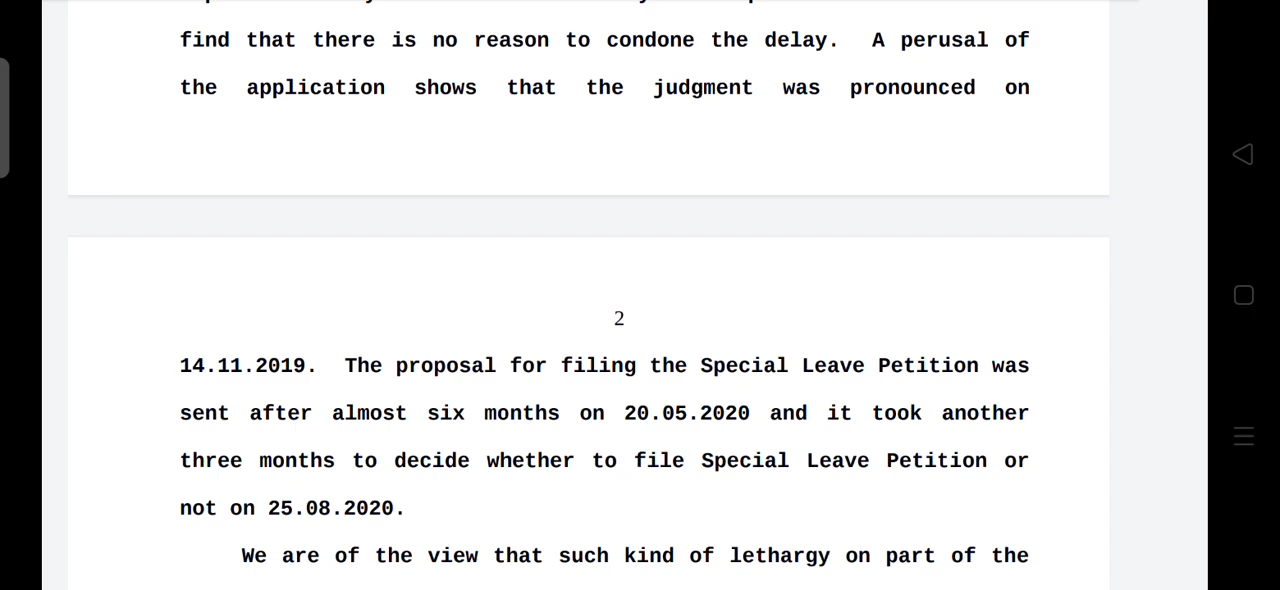 find that there is no reason to condone the delay. A perusal of
the application shows that the judgment was pronounced on
2
14.11.2019. The proposal for filing the Special Leave Petition was
sent after almost six months on 20.05.2020 and it took another
three months to decide whether to file Special Leave Petition or
not on 25.08.2020.
We are of the view that such kind of lethargy on part of the